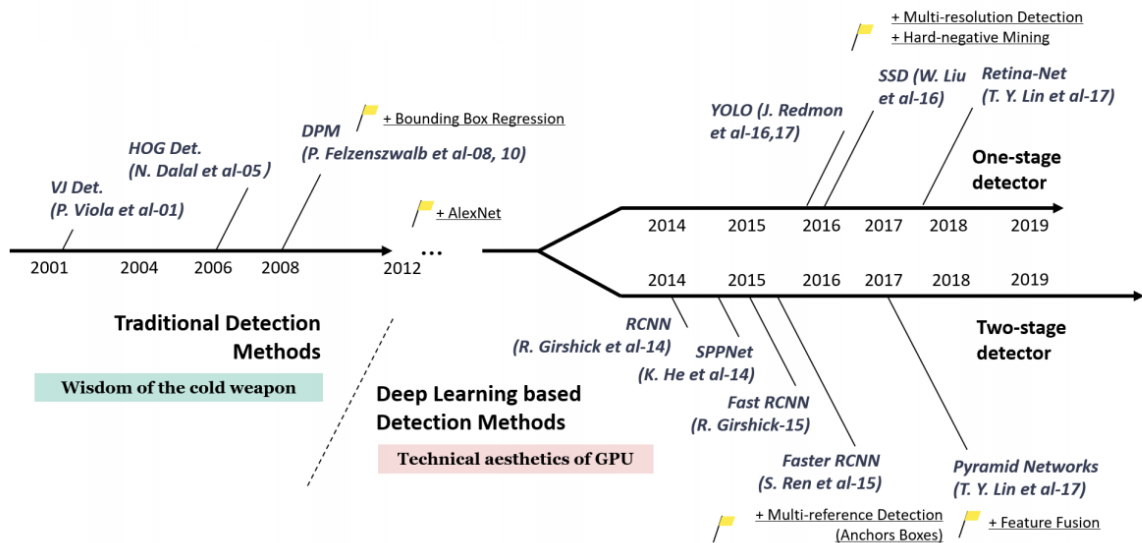 + Multi-resolution Detection
+ Hard-negative Mining
SSD (W. Liu
et al-16)
Retina-Net
(T. Y. Lin et al-17)
YOLO (J. Redmon
et al-16,17)
+ Bounding Box Regression
DPM
(P. Felzenszwalb et al-08, 10)
HOG Det.
(N. Dalal et al-05)
VJ Det.
(P. Viola et al-01)
+ AlexNet
One-stage
detector
2014 2015 2016 2017 2018 2019
...
2001 2004 2006 2008 2012
2014 2015 2016 2017 2018 2019
Traditional Detection
Methods
Wisdom of the cold weapon
Two-stage
detector
RCNN
(R. Girshick et al-14)
SPPNet
(K. He et al-14)
Deep Learning based
Detection Methods
Technical aesthetics of GPU
Fast RCNN
(R. Girshick-15)
Faster RCNN
(S. Ren et al-15)
Pyramid Networks
(T. Y. Lin et al-17)
+ Multi-reference Detection
(Anchors Boxes)
+ Feature Fusion